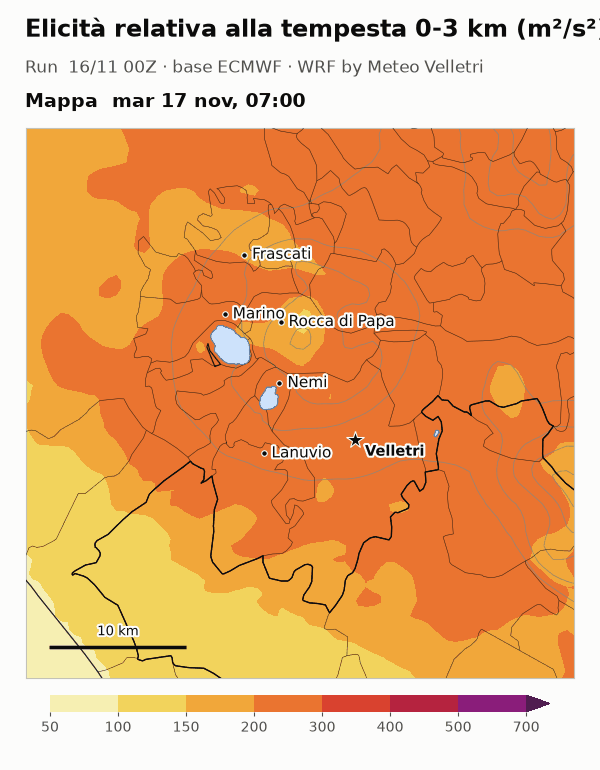 Elicità relativa alla tempesta 0-3 km (m²/s²)
Run  16/11 00Z · base ECMWF · WRF by Meteo Velletri
Mappa  mar 17 nov, 07:00
Frascati
Marino
Rocca di Papa
Nemi
Velletri
Lanuvio
10 km
50 100 150 200 300 400 500 700